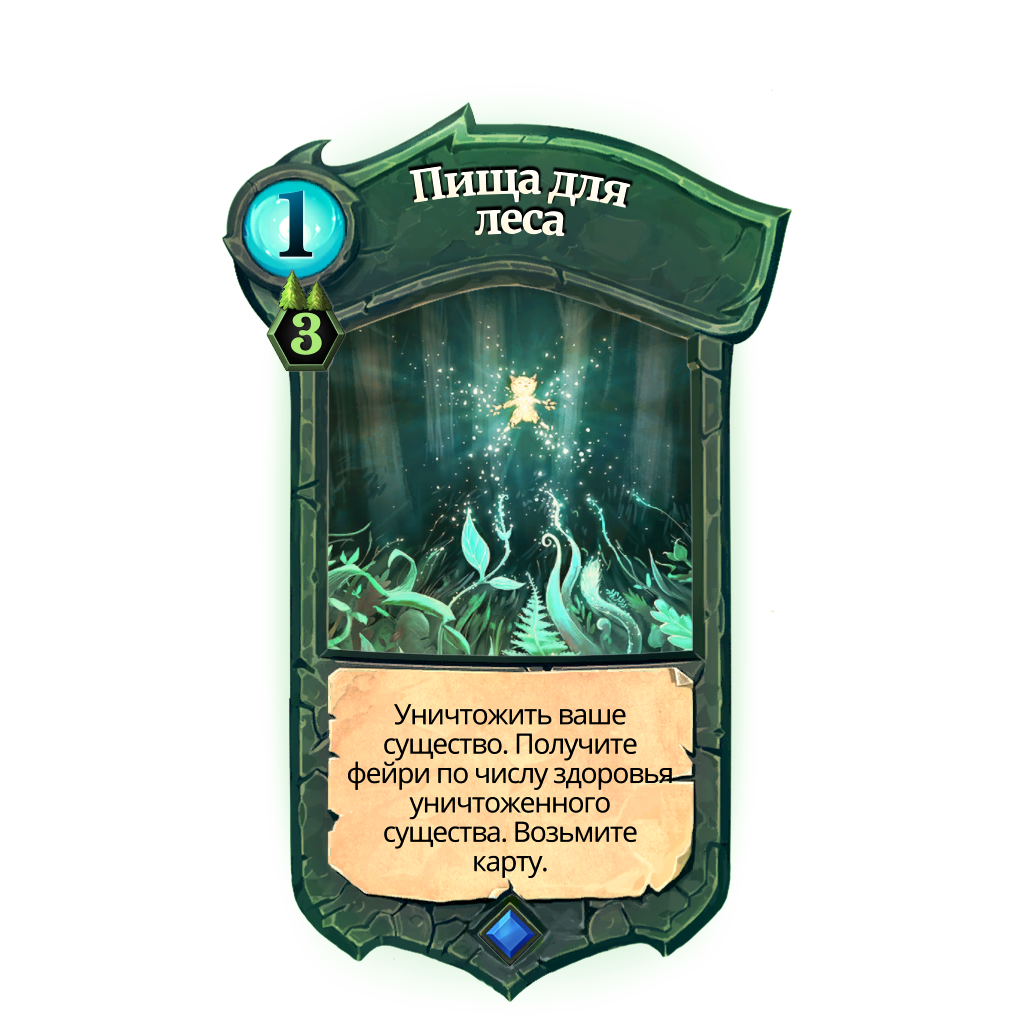 Пища для
леса
1
3
Уничтожить ваше
существо. Получите
фейри по числу здоровья
уничтоженного
существа. Возьмите
карту.